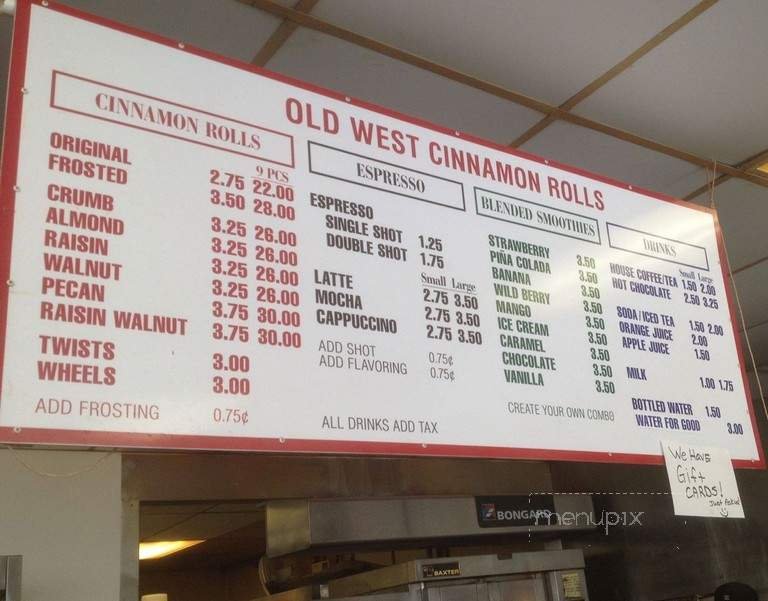 OLD WEST CINNAMON ROLLS
CINNAMON ROLLS
9 PCS
ORIGINAL 2.75 22.00
FROSTED 3.50 28.00
CRUMB 3.25 26.00
ALMOND 3.25 26.00
RAISIN 3.25 26.00
WALNUT 3.25 26.00
PECAN 3.75 30.00
RAISIN WALNUT 3.75 30.00
TWISTS 3.00
WHEELS 3.00
ADD FROSTING 0.75¢
ESPRESSO
ESPRESSO
SINGLE SHOT 1.25
DOUBLE SHOT 1.75
Small Large
LATTE 2.75 3.50
MOCHA 2.75 3.50
CAPPUCCINO 2.75 3.50
ADD SHOT 0.75¢
ADD FLAVORING 0.75¢
ALL DRINKS ADD TAX
BLENDED SMOOTHIES
STRAWBERRY 3.50
PIÑA COLADA 3.50
BANANA 3.50
WILD BERRY 3.50
MANGO 3.50
ICE CREAM 3.50
CARAMEL 3.50
CHOCOLATE 3.50
VANILLA 3.50
CREATE YOUR OWN COMBO
DRINKS
Small Large
HOUSE COFFEE/TEA 1.50 2.00
HOT CHOCOLATE 2.50 3.25
SODA/ICED TEA 1.50 2.00
ORANGE JUICE 2.00
APPLE JUICE 1.50
MILK 1.00 1.75
BOTTLED WATER 1.50
WATER FOR GOOD 3.00
We Have
Gift
CARDS!
Just Ask
BONGARD
menupix
BAXTER